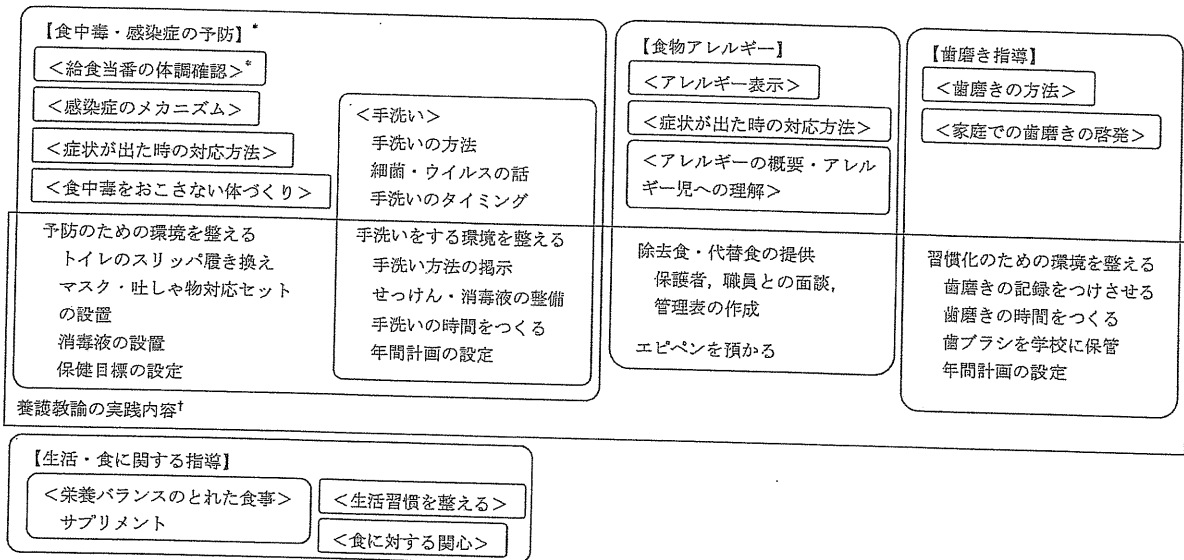 【食中毒・感染症の予防】*
<給食当番の体調確認>*
<感染症のメカニズム>
<症状が出た時の対応方法>
<食中毒をおこさない体づくり>
<手洗い>
手洗いの方法
細菌・ウイルスの話
手洗いのタイミング
予防のための環境を整える
トイレのスリッパ履き換え
マスク・吐しゃ物対応セット
の設置
消毒液の設置
保健目標の設定
手洗いをする環境を整える
手洗い方法の掲示
せっけん・消毒液の整備
手洗いの時間をつくる
年間計画の設定
【食物アレルギー】
<アレルギー表示>
<症状が出た時の対応方法>
<アレルギーの概要・アレル
ギー児への理解>
除去食・代替食の提供
保護者，職員との面談，
管理表の作成
エピペンを預かる
【歯磨き指導】
<歯磨きの方法>
<家庭での歯磨きの啓発>
習慣化のための環境を整える
歯磨きの記録をつけさせる
歯磨きの時間をつくる
歯ブラシを学校に保管
年間計画の設定
養護教諭の実践内容†
【生活・食に関する指導】
<栄養バランスのとれた食事>
サプリメント
<生活習慣を整える>
<食に対する関心>